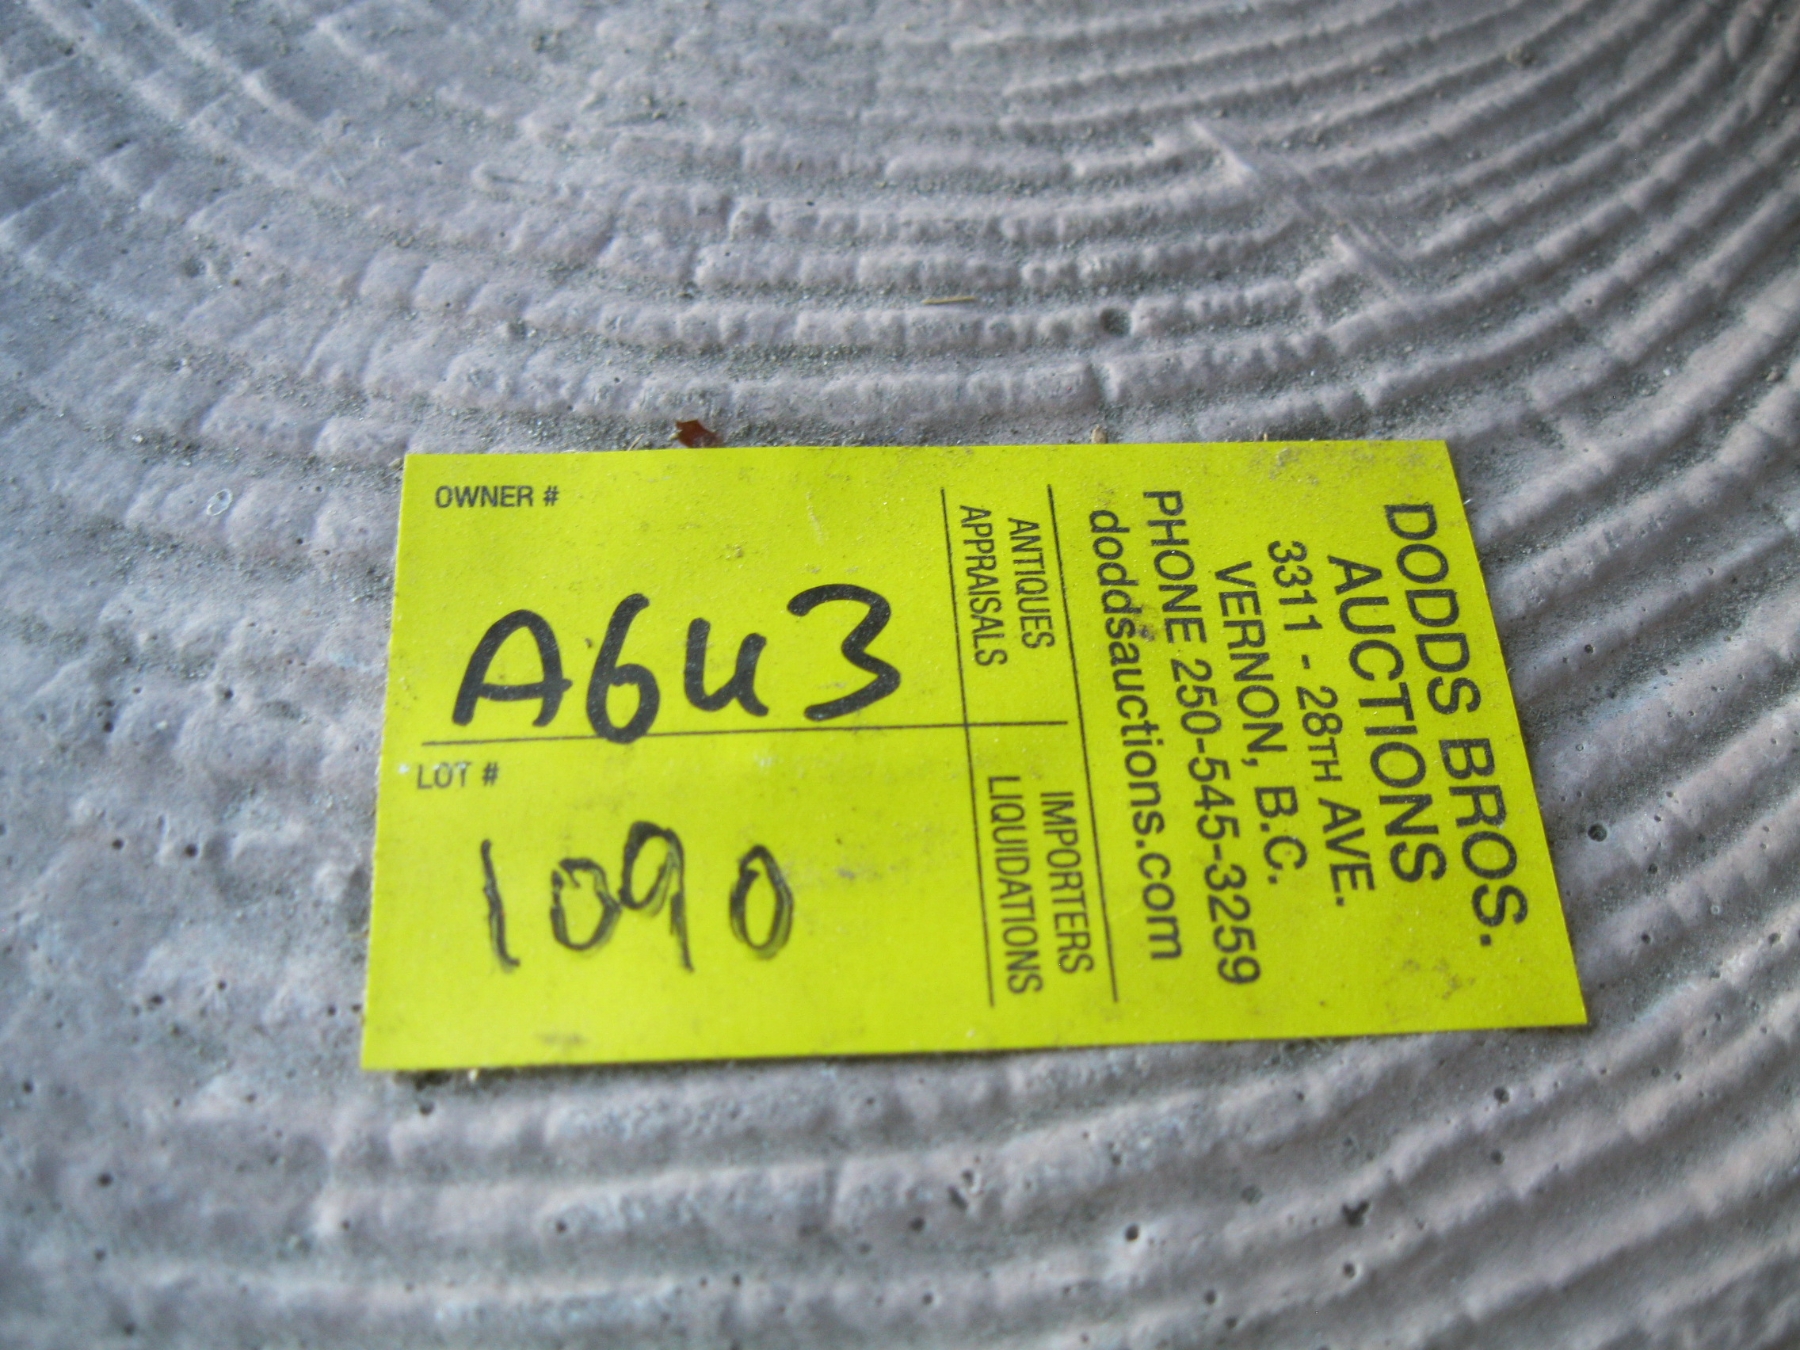 OWNER #
A643
LOT #
1090
ANTIQUES
APPRAISALS
IMPORTERS
LIQUIDATIONS
DODDS BROS.
AUCTIONS
3311 - 28TH AVE.
VERNON, B.C.
PHONE 250-545-3259
doddsauctions.com